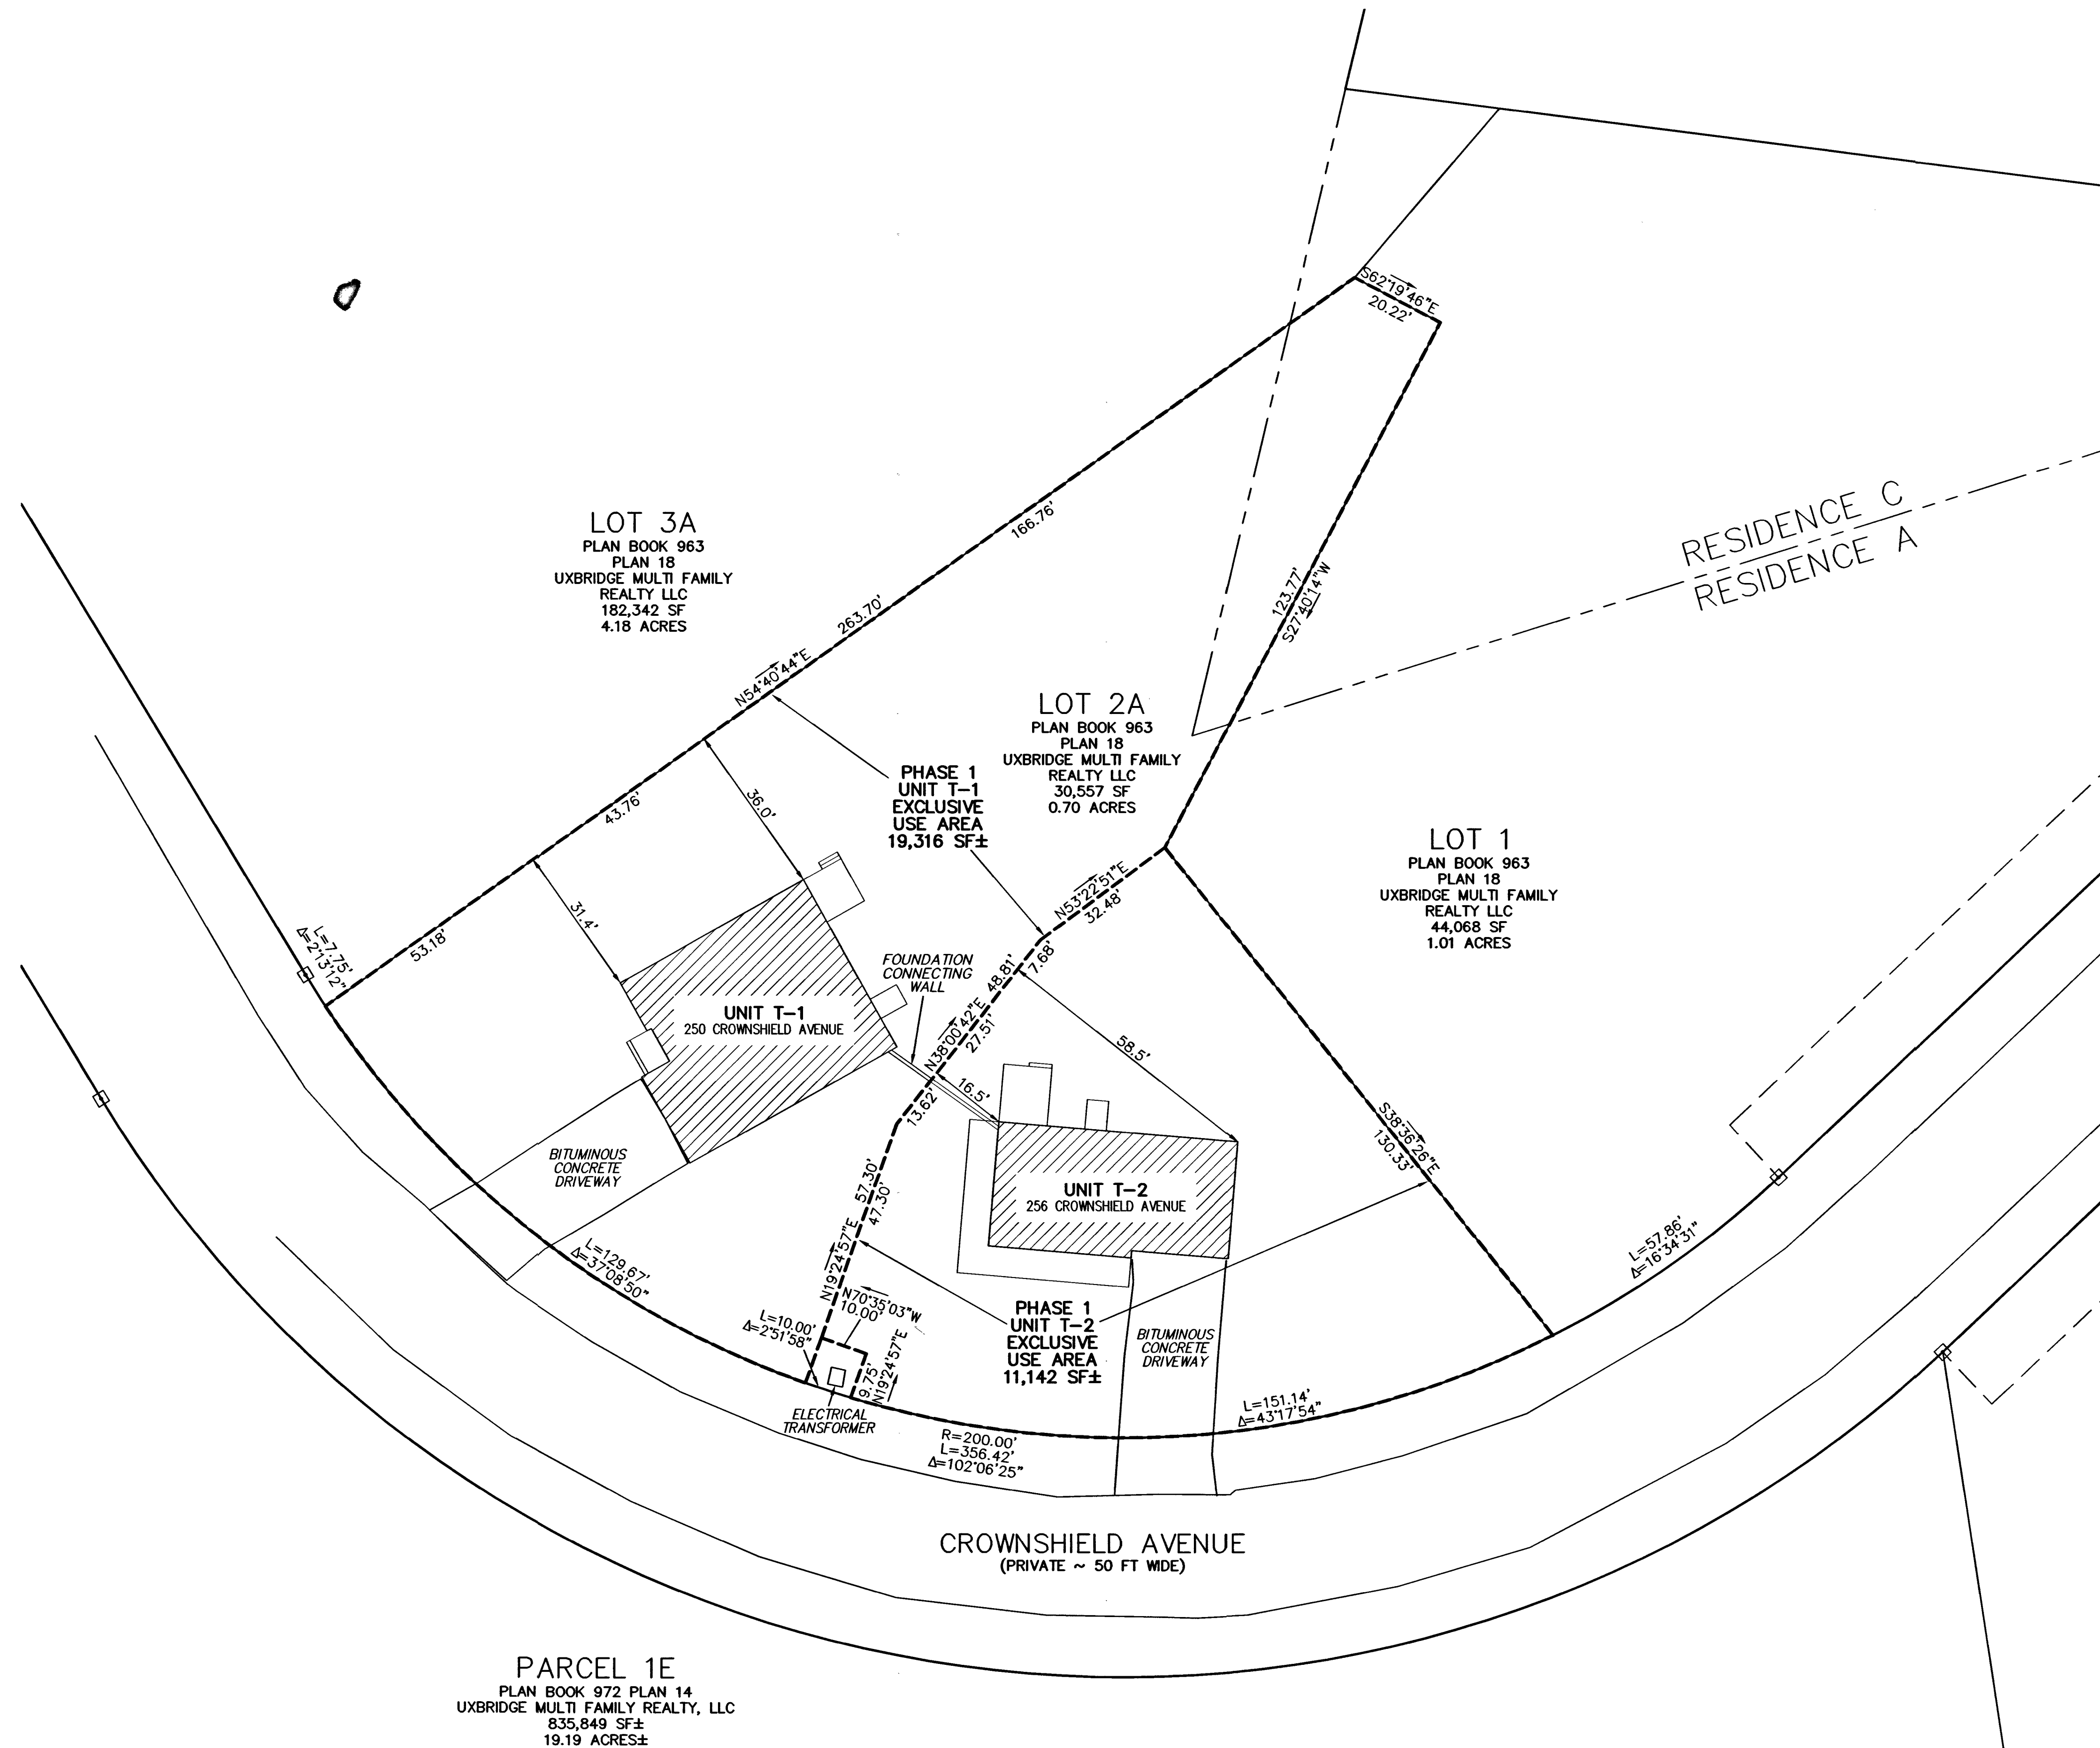 S62°19'46"E
20.22'
166.76'
263.70'
N54°40'44"E
43.76'
53.18'
123.77'
S27°40'14"W
RESIDENCE C
RESIDENCE A
LOT 3A
PLAN BOOK 963
PLAN 18
UXBRIDGE MULTI FAMILY
REALTY LLC
182,342 SF
4.18 ACRES
LOT 2A
PLAN BOOK 963
PLAN 18
UXBRIDGE MULTI FAMILY
REALTY LLC
30,557 SF
0.70 ACRES
PHASE 1
UNIT T-1
EXCLUSIVE
USE AREA
19,316 SF±
LOT 1
PLAN BOOK 963
PLAN 18
UXBRIDGE MULTI FAMILY
REALTY LLC
44,068 SF
1.01 ACRES
36.0'
31.4'
L=7.75'
Δ=2°13'12"
N53°22'51"E
32.48'
7.68'
N38°00'42"E 48.81'
27.51'
13.62'
FOUNDATION
CONNECTING
WALL
UNIT T-1
250 CROWNSHIELD AVENUE
58.5'
16.5'
S38°36'26"E
130.33'
BITUMINOUS
CONCRETE
DRIVEWAY
UNIT T-2
256 CROWNSHIELD AVENUE
N19°24'57"E 57.30'
47.30'
L=129.67'
Δ=37°08'50"
N70°35'03"W
10.00'
L=10.00'
Δ=2°51'58"
9.75'
N19°24'57"E
PHASE 1
UNIT T-2
EXCLUSIVE
USE AREA
11,142 SF±
BITUMINOUS
CONCRETE
DRIVEWAY
L=57.86'
Δ=16°34'31"
ELECTRICAL
TRANSFORMER
L=151.14'
Δ=43°17'54"
R=200.00'
L=356.42'
Δ=102°06'25"
CROWNSHIELD AVENUE
(PRIVATE ~ 50 FT WIDE)
PARCEL 1E
PLAN BOOK 972 PLAN 14
UXBRIDGE MULTI FAMILY REALTY, LLC
835,849 SF±
19.19 ACRES±